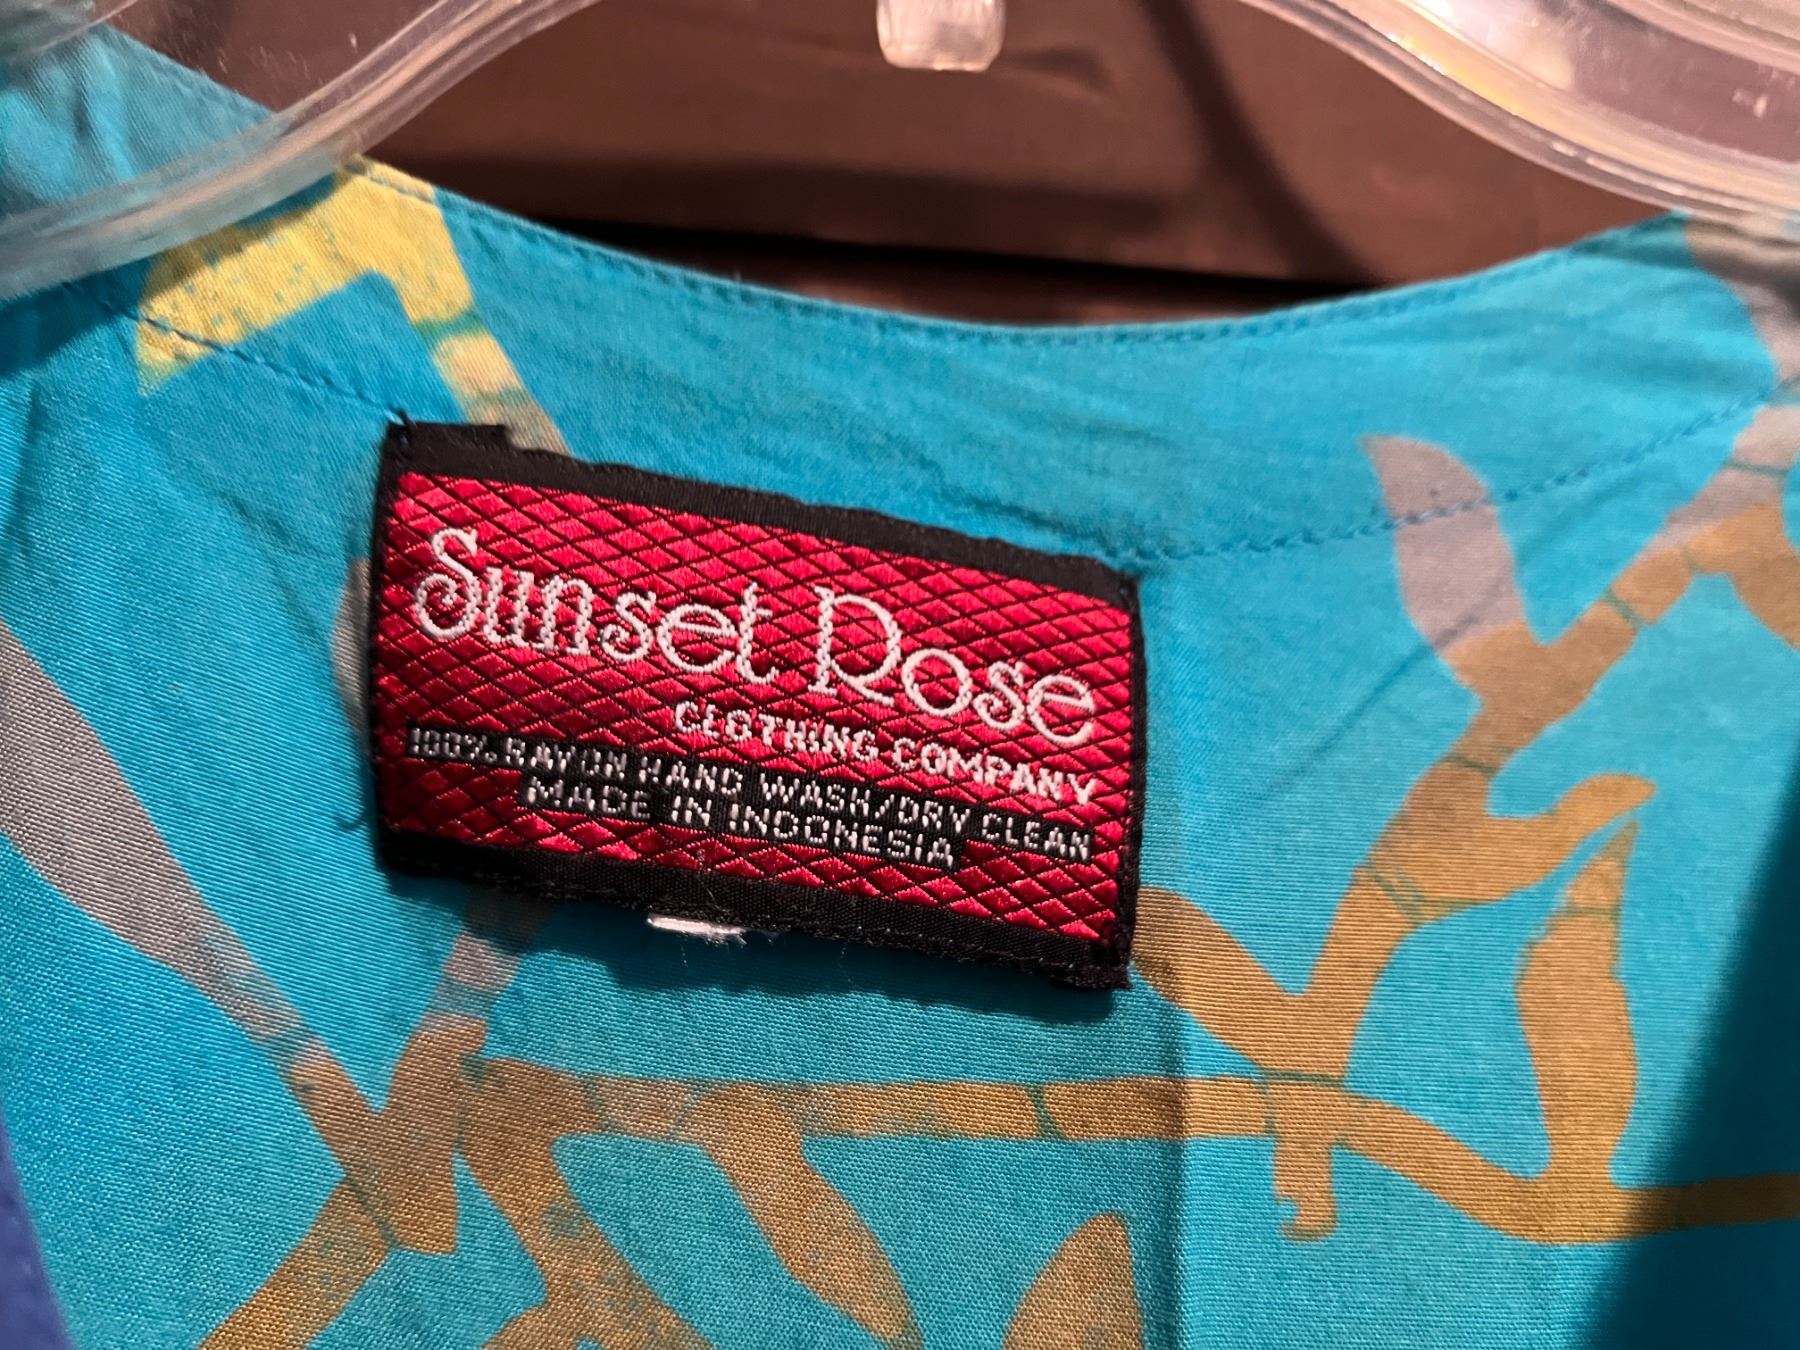 Sunset Rose
CLOTHING COMPANY
100% RAYON HAND WASH/DRY CLEAN
MADE IN INDONESIA